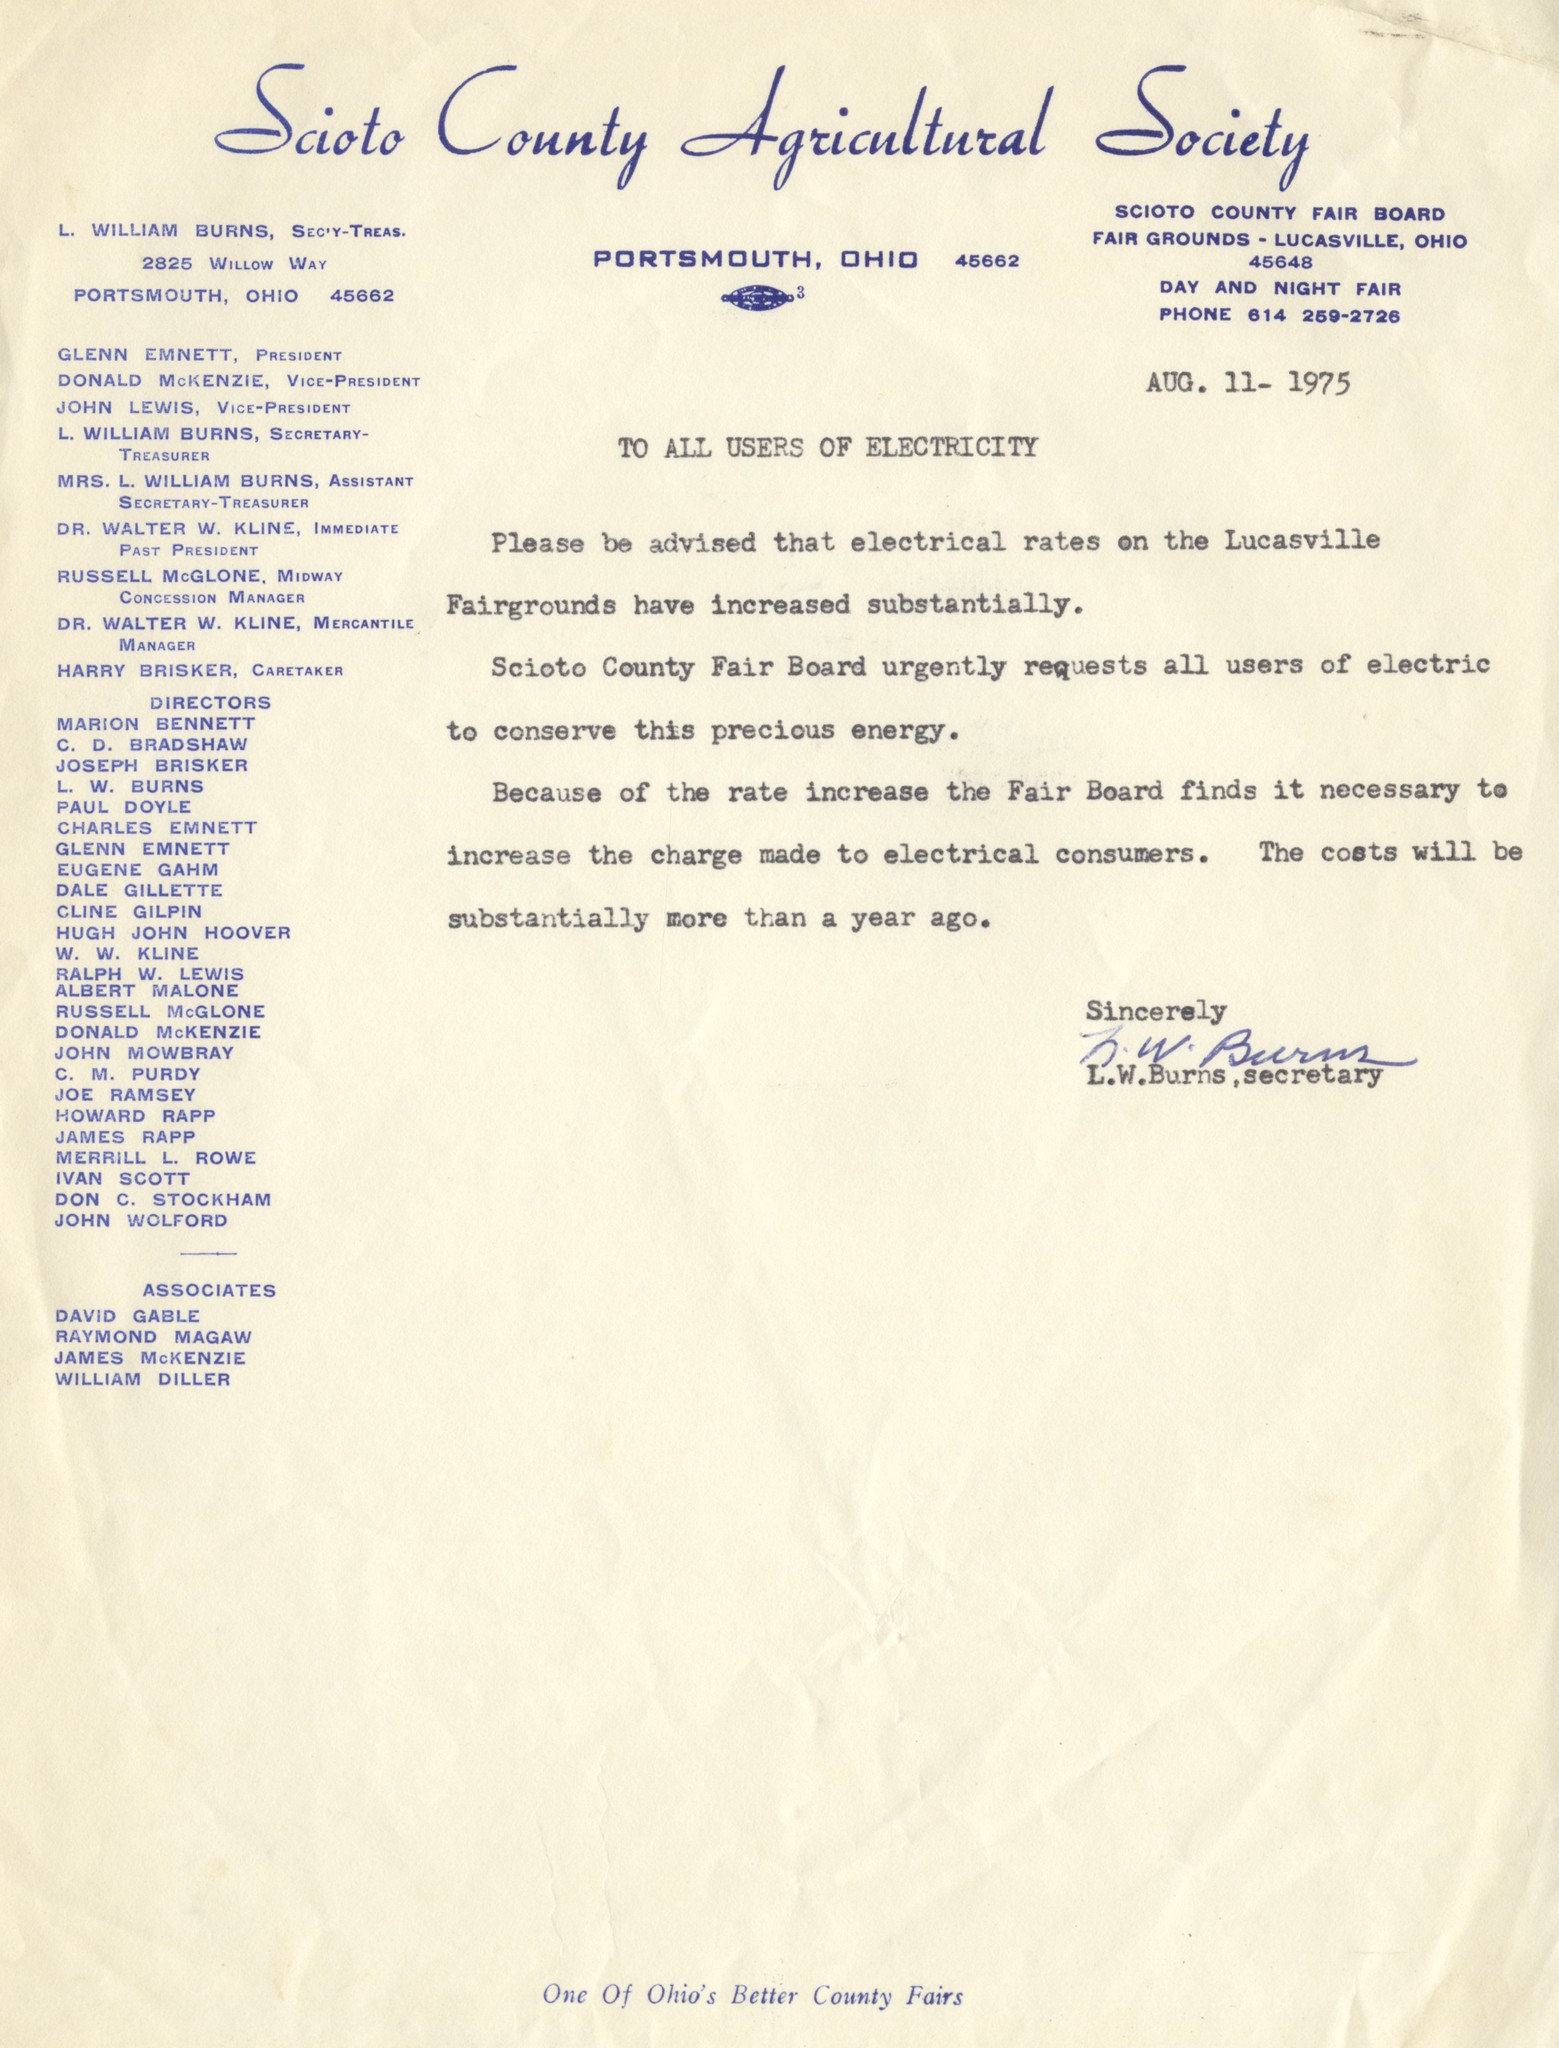 Scioto County Agricultural Society
L. WILLIAM BURNS, SEC'Y-TREAS.
2825 WILLOW WAY
PORTSMOUTH, OHIO 45662
PORTSMOUTH, OHIO 45662
3
SCIOTO COUNTY FAIR BOARD
FAIR GROUNDS - LUCASVILLE, OHIO
45648
DAY AND NIGHT FAIR
PHONE 614 259-2726
GLENN EMNETT, PRESIDENT
DONALD McKENZIE, VICE-PRESIDENT
JOHN LEWIS, VICE-PRESIDENT
L. WILLIAM BURNS, SECRETARY-
TREASURER
MRS. L. WILLIAM BURNS, ASSISTANT
SECRETARY-TREASURER
DR. WALTER W. KLINE, IMMEDIATE
PAST PRESIDENT
RUSSELL McGLONE, MIDWAY
CONCESSION MANAGER
DR. WALTER W. KLINE, MERCANTILE
MANAGER
HARRY BRISKER, CARETAKER
DIRECTORS
MARION BENNETT
C. D. BRADSHAW
JOSEPH BRISKER
L. W. BURNS
PAUL DOYLE
CHARLES EMNETT
GLENN EMNETT
EUGENE GAHM
DALE GILLETTE
CLINE GILPIN
HUGH JOHN HOOVER
W. W. KLINE
RALPH W. LEWIS
ALBERT MALONE
RUSSELL McGLONE
DONALD McKENZIE
JOHN MOWBRAY
C. M. PURDY
JOE RAMSEY
HOWARD RAPP
JAMES RAPP
MERRILL L. ROWE
IVAN SCOTT
DON C. STOCKHAM
JOHN WOLFORD
ASSOCIATES
DAVID GABLE
RAYMOND MAGAW
JAMES McKENZIE
WILLIAM DILLER
AUG. 11- 1975
TO ALL USERS OF ELECTRICITY
Please be advised that electrical rates on the Lucasville
Fairgrounds have increased substantially.
Scioto County Fair Board urgently requests all users of electric
to conserve this precious energy.
Because of the rate increase the Fair Board finds it necessary to
increase the charge made to electrical consumers. The costs will be
substantially more than a year ago.
Sincerely
L. W. Burns
L.W.Burns,secretary
One Of Ohio's Better County Fairs